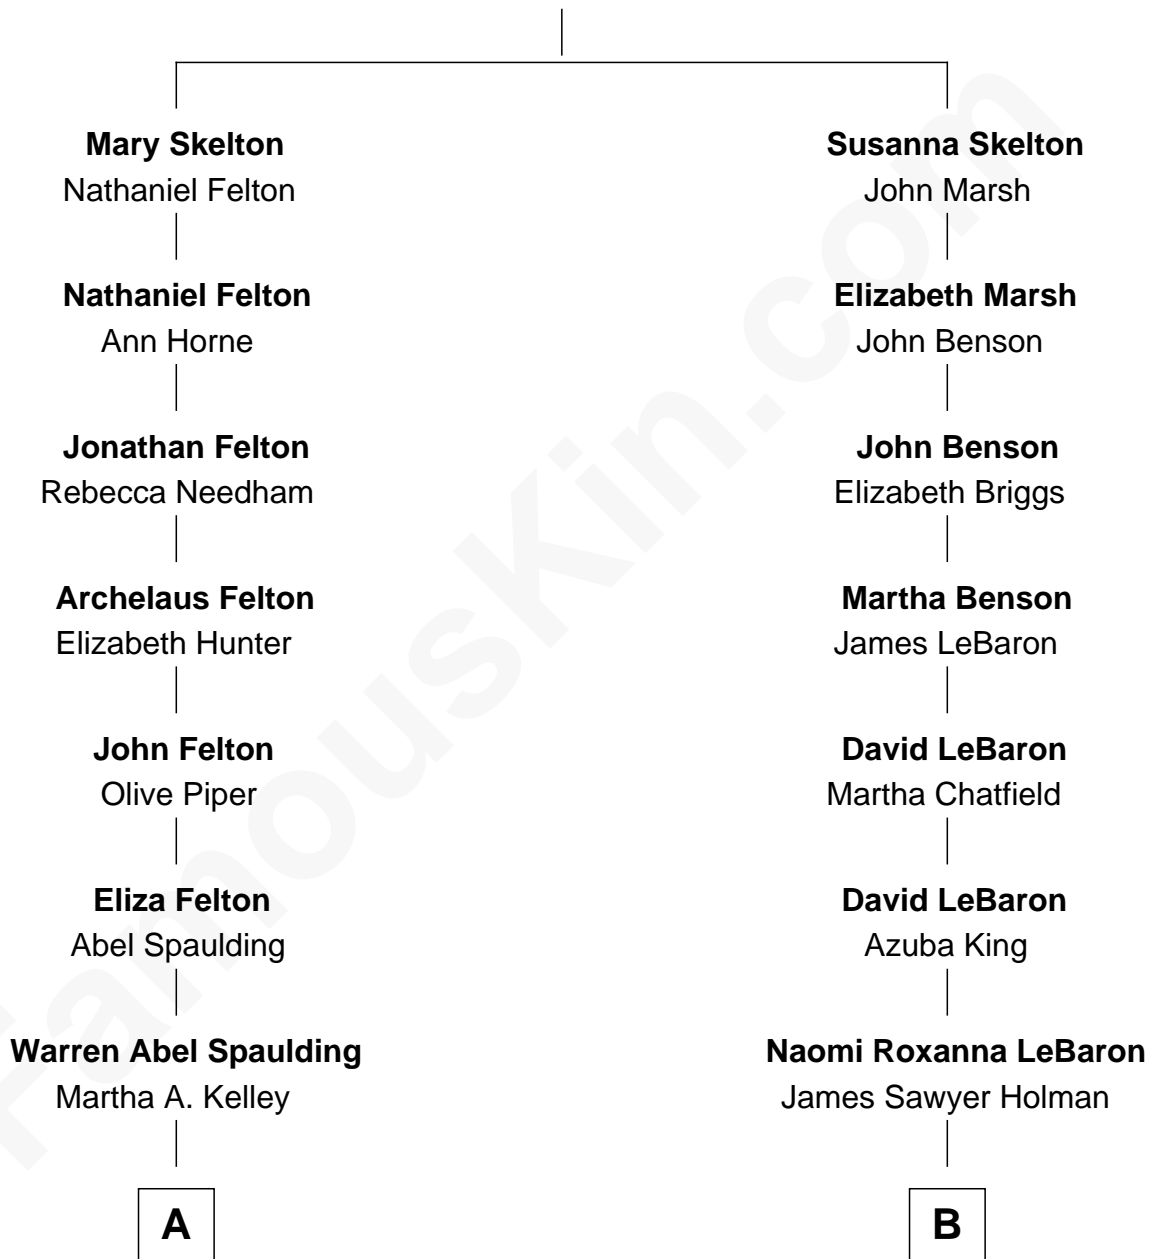 Mary Skelton
Nathaniel Felton
Nathaniel Felton
Ann Horne
Jonathan Felton
Rebecca Needham
Archelaus Felton
Elizabeth Hunter
John Felton
Olive Piper
Eliza Felton
Abel Spaulding
Warren Abel Spaulding
Martha A. Kelley
A
Susanna Skelton
John Marsh
Elizabeth Marsh
John Benson
John Benson
Elizabeth Briggs
Martha Benson
James LeBaron
David LeBaron
Martha Chatfield
David LeBaron
Azuba King
Naomi Roxanna LeBaron
James Sawyer Holman
B
FamousKin.com